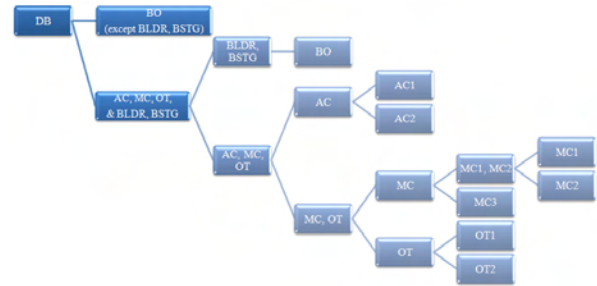 DB
BO
(except BLDR, BSTG)
AC, MC, OT,
& BLDR, BSTG
BLDR,
BSTG
BO
AC, MC,
OT
AC
AC1
AC2
MC, OT
MC
MC1, MC2
MC1
MC2
MC3
OT
OT1
OT2